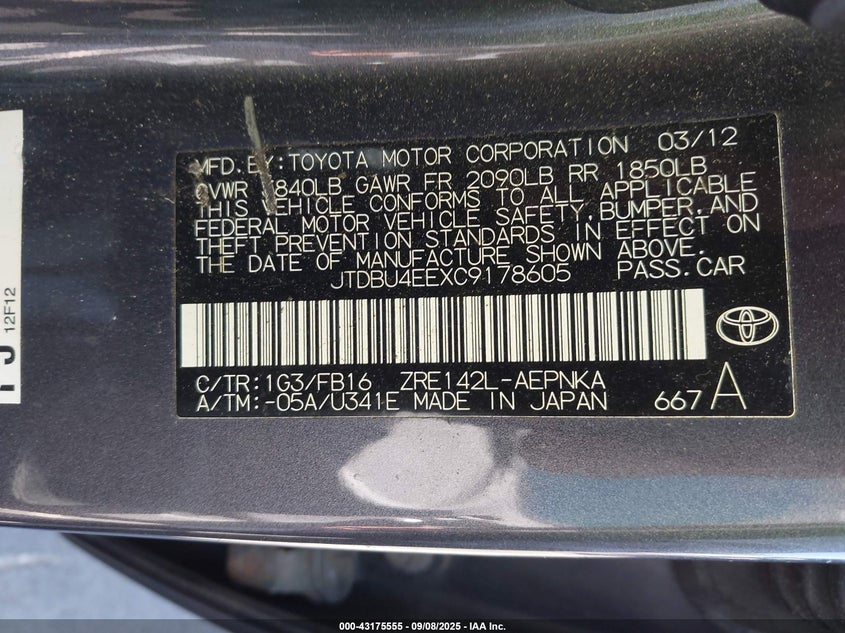 MFD.BY:TOYOTA MOTOR CORPORATION 03/12
GVWR 3840LB GAWR FR 2090LB RR 1850LB
THIS VEHICLE CONFORMS TO ALL APPLICABLE
FEDERAL MOTOR VEHICLE SAFETY,BUMPER,AND
THEFT PREVENTION STANDARDS IN EFFECT ON
THE DATE OF MANUFACTURE SHOWN ABOVE.
JTDBU4EEXC9178605 PASS.CAR
C/TR:1G3/FB16 ZRE142L-AEPNKA
A/TM:-05A/U341E MADE IN JAPAN 667 A
12F12
000-43175555 - 09/08/2025 - IAA Inc.